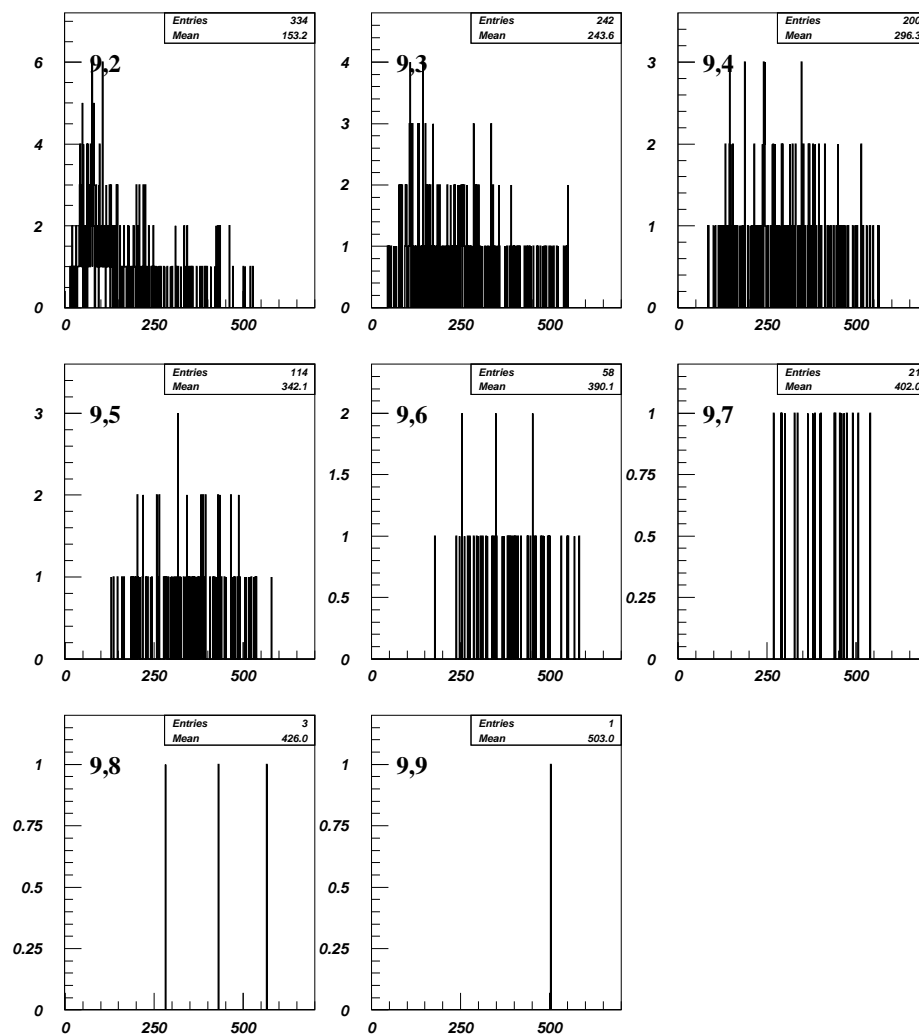 Entries 334
Mean 153.2
9,2
6
4
2
0
0 250 500
Entries 242
Mean 243.6
9,3
4
3
2
1
0
0 250 500
Entries 200
Mean 296.3
9,4
3
2
1
0
0 250 500
Entries 114
Mean 342.1
9,5
3
2
1
0
0 250 500
Entries 58
Mean 390.1
9,6
2
1.5
1
0.5
0
0 250 500
Entries 21
Mean 402.0
9,7
1
0.75
0.5
0.25
0
0 250 500
Entries 3
Mean 426.0
9,8
1
0.75
0.5
0.25
0
0 250 500
Entries 1
Mean 503.0
9,9
1
0.75
0.5
0.25
0
0 250 500